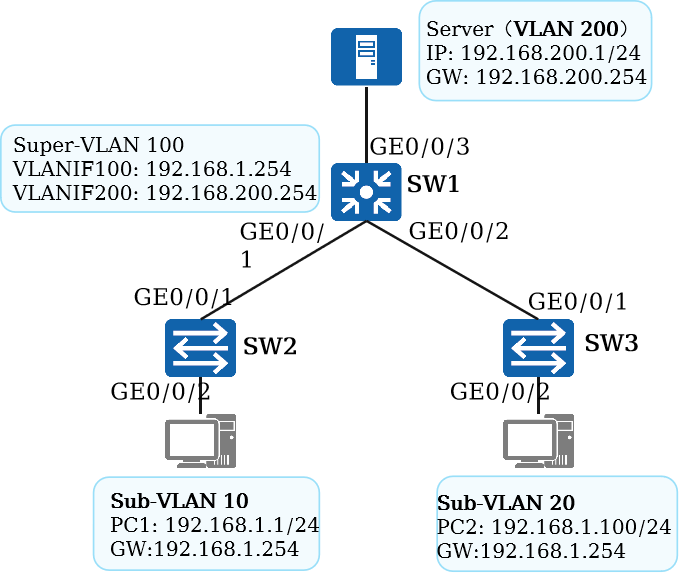 Server（VLAN 200）
IP: 192.168.200.1/24
GW: 192.168.200.254
Super-VLAN 100
VLANIF100: 192.168.1.254
VLANIF200: 192.168.200.254
GE0/0/3
SW1
GE0/0/
1
GE0/0/2
GE0/0/1
GE0/0/1
SW2
SW3
GE0/0/2
GE0/0/2
Sub-VLAN 10
PC1: 192.168.1.1/24
GW:192.168.1.254
Sub-VLAN 20
PC2: 192.168.1.100/24
GW:192.168.1.254